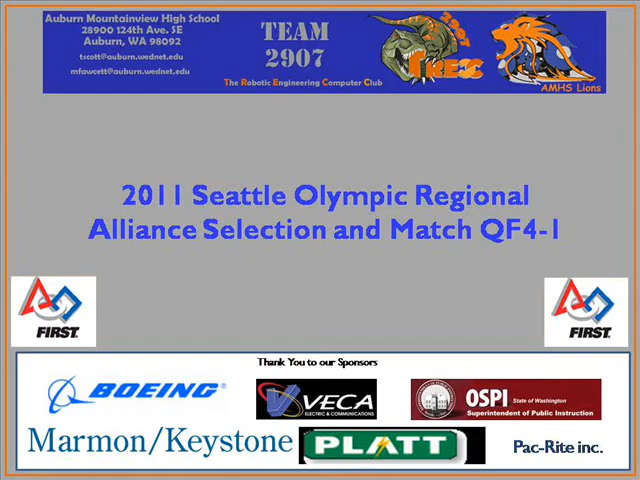 Auburn Mountainview High School
28900 124th Ave. SE
Auburn, WA 98092
tscott@auburn.wednet.edu
mfawcett@auburn.wednet.edu
TEAM
2907
The Robotic Engineering Computer Club
2907
TRECC
AMHS Lions
2011 Seattle Olympic Regional
Alliance Selection and Match QF4-1
FIRST.
FIRST.
Thank You to our Sponsors
BOEING®
VECA
ELECTRIC & COMMUNICATIONS
OSPI State of Washington
Superintendent of Public Instruction
Marmon/Keystone
PLATT
Pac-Rite inc.